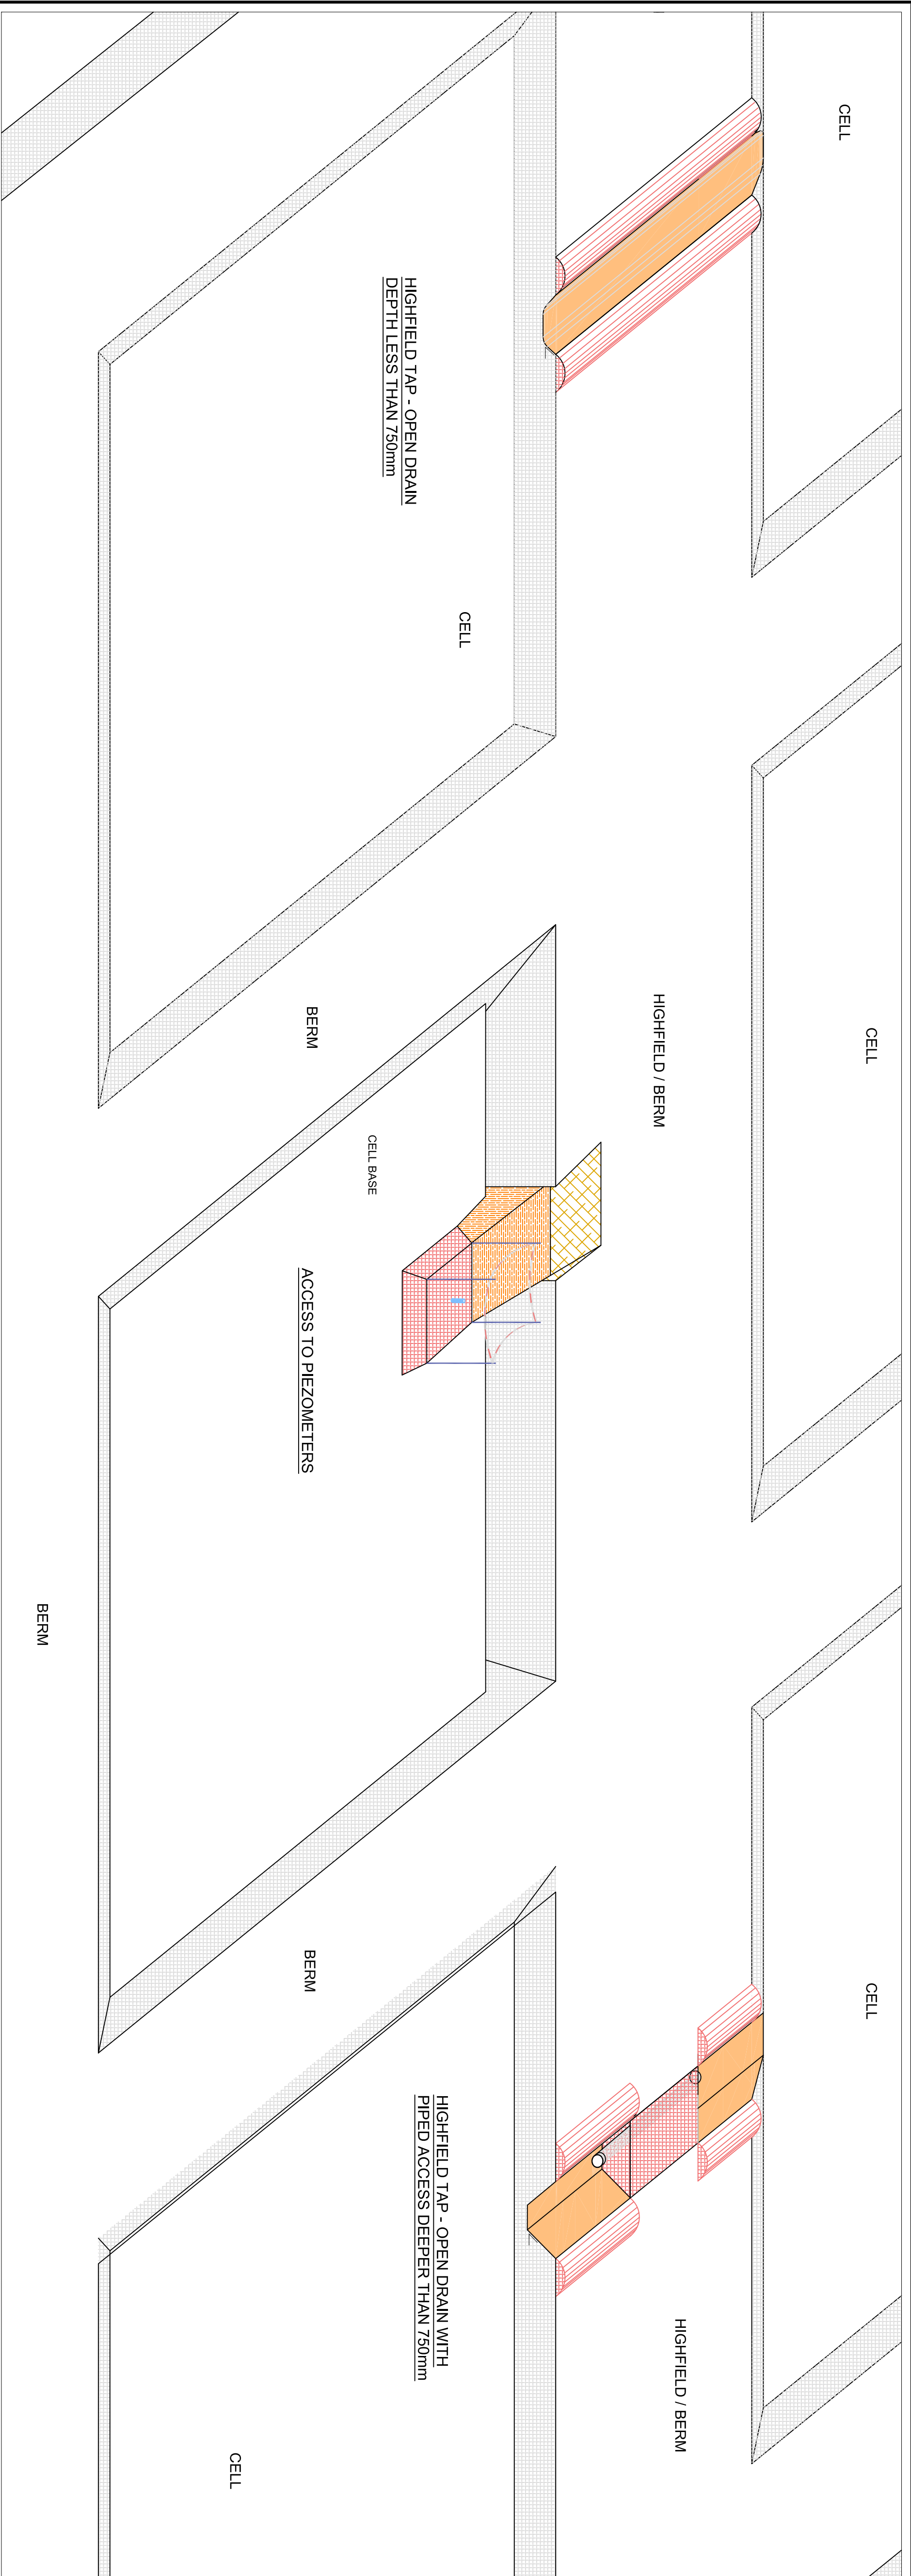 CELL
HIGHFIELD TAP - OPEN DRAIN
DEPTH LESS THAN 750mm
CELL
HIGHFIELD / BERM
CELL
BERM
CELL BASE
ACCESS TO PIEZOMETERS
BERM
CELL
BERM
HIGHFIELD TAP - OPEN DRAIN WITH
PIPED ACCESS DEEPER THAN 750mm
HIGHFIELD / BERM
CELL